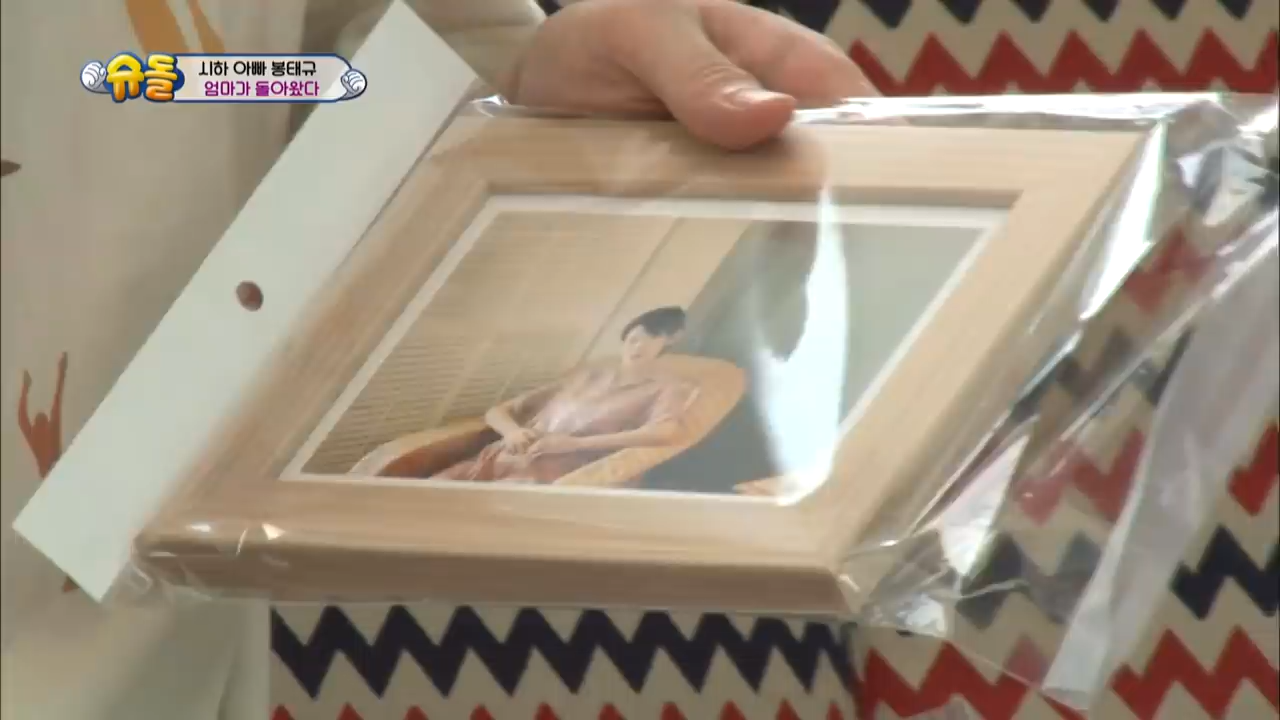 슈돌
시하 아빠 봉태규
엄마가 돌아왔다